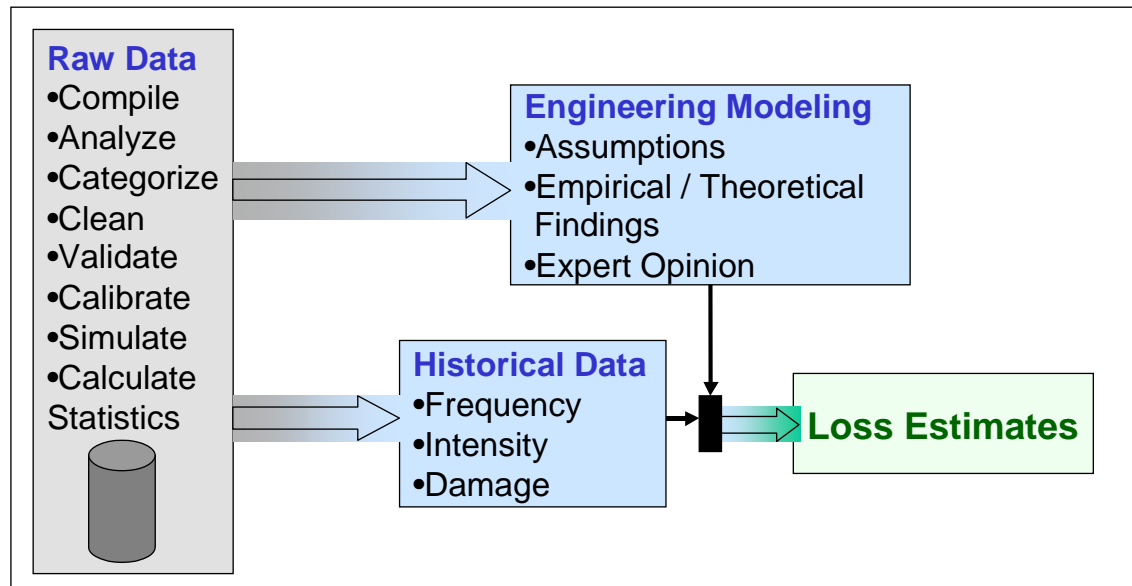 Raw Data
•Compile
•Analyze
•Categorize
•Clean
•Validate
•Calibrate
•Simulate
•Calculate
Statistics
Engineering Modeling
•Assumptions
•Empirical / Theoretical
Findings
•Expert Opinion
Historical Data
•Frequency
•Intensity
•Damage
Loss Estimates